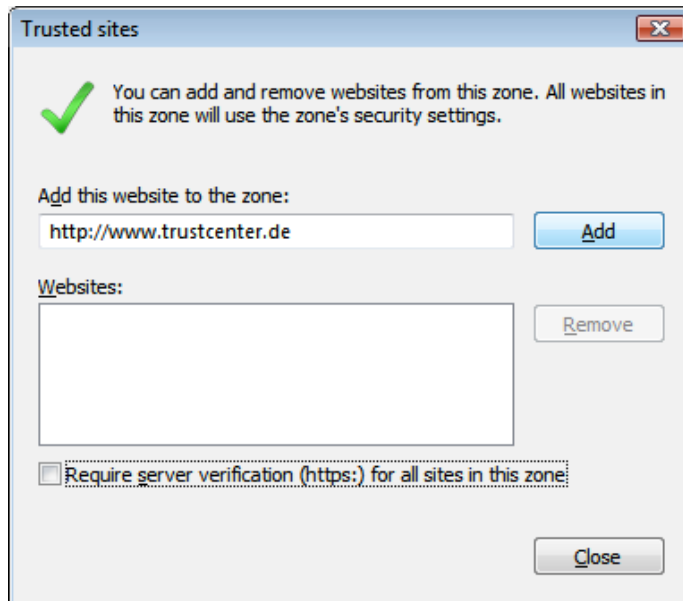 Trusted sites
You can add and remove websites from this zone. All websites in
this zone will use the zone's security settings.
Add this website to the zone:
http://www.trustcenter.de
Add
Websites:
Remove
Require server verification (https:) for all sites in this zone
Close